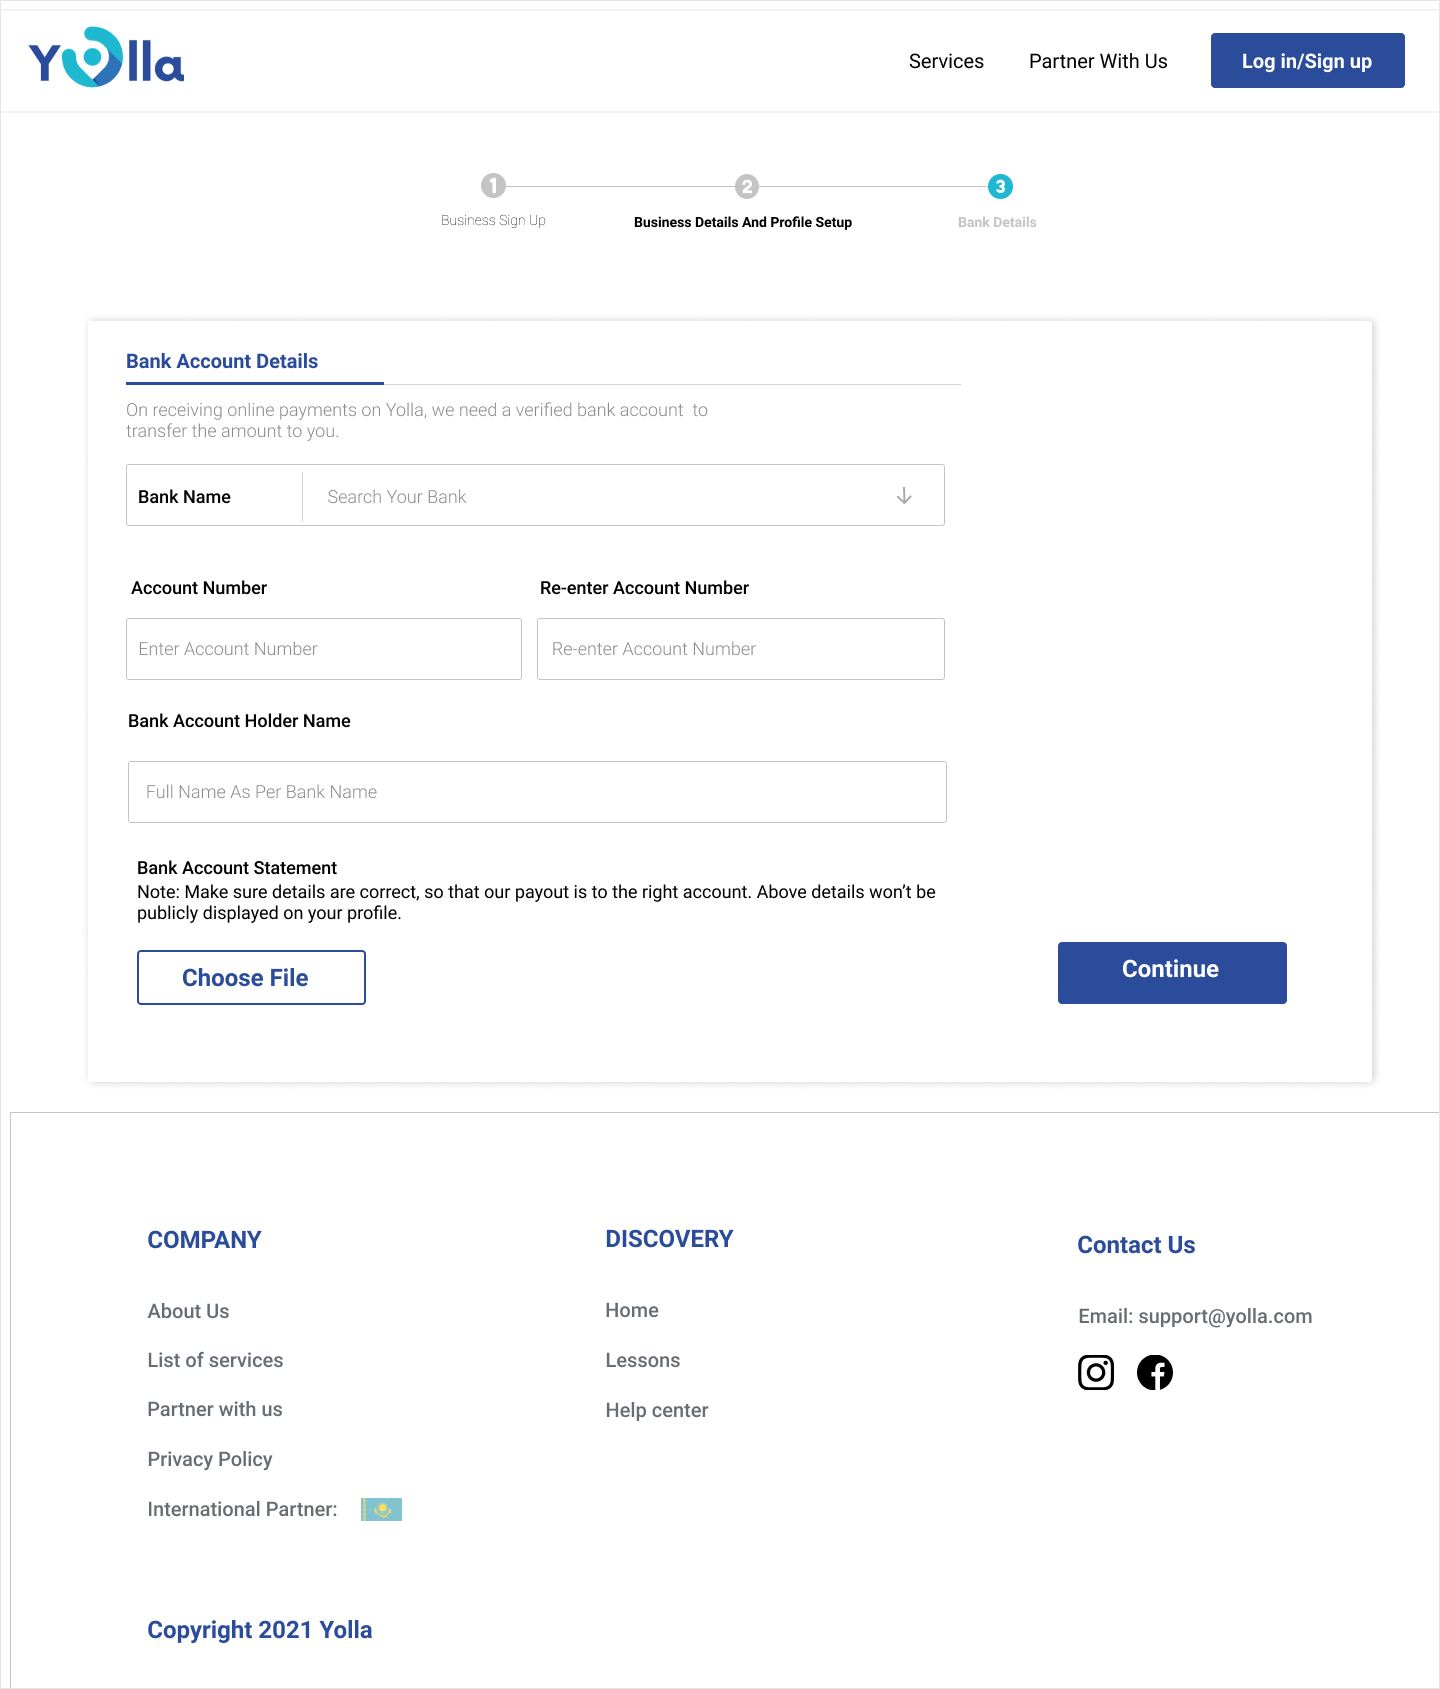 Yolla
Services
Partner With Us
Log in/Sign up
1
2
3
Business Sign Up
Business Details And Profile Setup
Bank Details
Bank Account Details
On receiving online payments on Yolla, we need a verified bank account  to
transfer the amount to you.
Bank Name
Search Your Bank
Account Number
Re-enter Account Number
Enter Account Number
Re-enter Account Number
Bank Account Holder Name
Full Name As Per Bank Name
Bank Account Statement
Note: Make sure details are correct, so that our payout is to the right account. Above details won’t be
publicly displayed on your profile.
Choose File
Continue
COMPANY
About Us
List of services
Partner with us
Privacy Policy
International Partner:
DISCOVERY
Home
Lessons
Help center
Contact Us
Email: support@yolla.com
Copyright 2021 Yolla